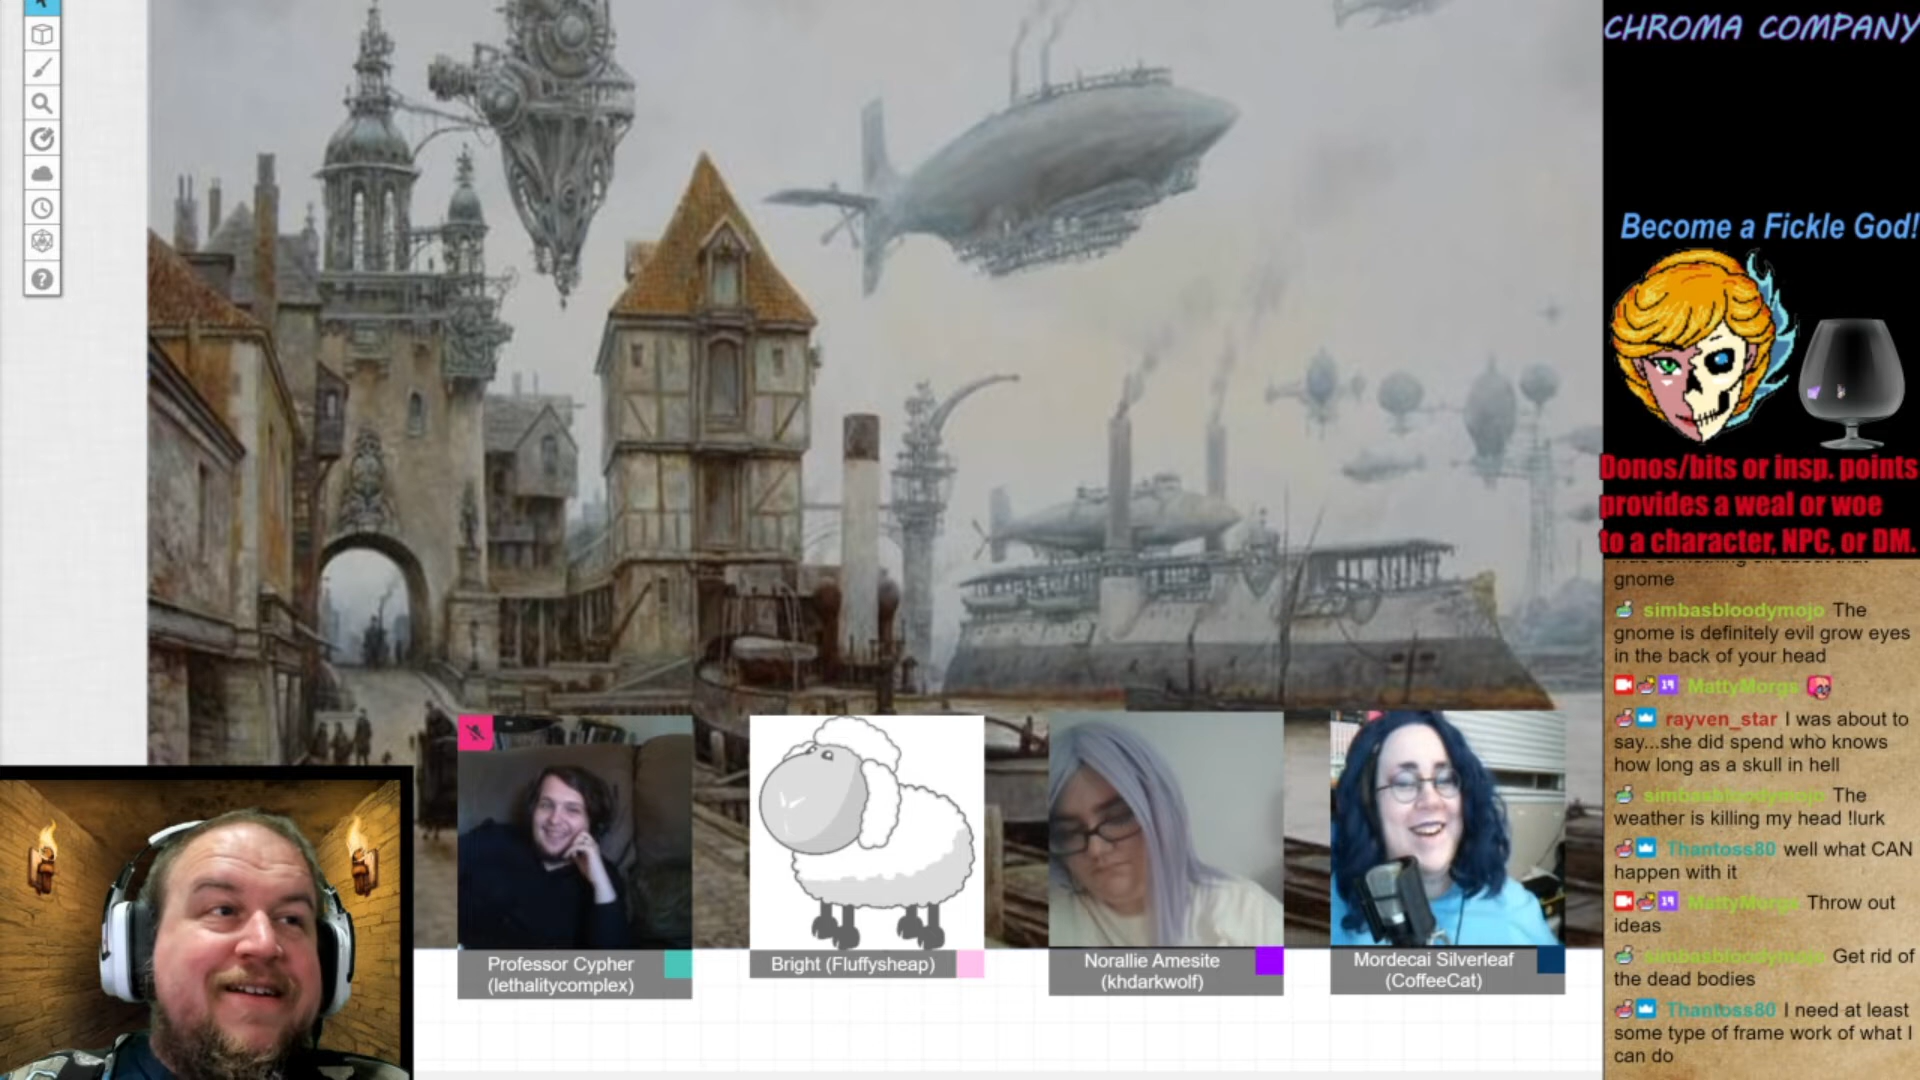 CHROMA COMPANY
Become a Fickle God!
Donos/bits or insp. points
provides a weal or woe
to a character, NPC, or DM.
gnome
simbasbloodymojo The
gnome is definitely evil grow eyes
in the back of your head
MattyMorgs
rayven_star I was about to
say...she did spend who knows
how long as a skull in hell
simbasbloodymojo The
weather is killing my head !lurk
Thantoss80 well what CAN
happen with it
MattyMorgs Throw out
ideas
simbasbloodymojo Get rid of
the dead bodies
Thantoss80 I need at least
some type of frame work of what I
can do
Professor Cypher
(lethalitycomplex)
Bright (Fluffysheap)
Norallie Amesite
(khdarkwolf)
Mordecai Silverleaf
(CoffeeCat)